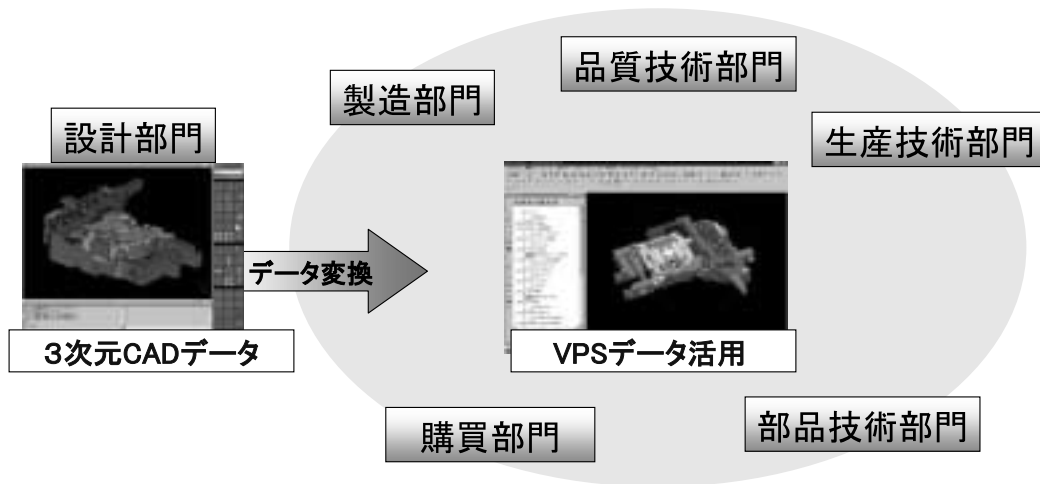 品質技術部門
製造部門
設計部門
生産技術部門
データ変換
３次元CADデータ
VPSデータ活用
購買部門
部品技術部門